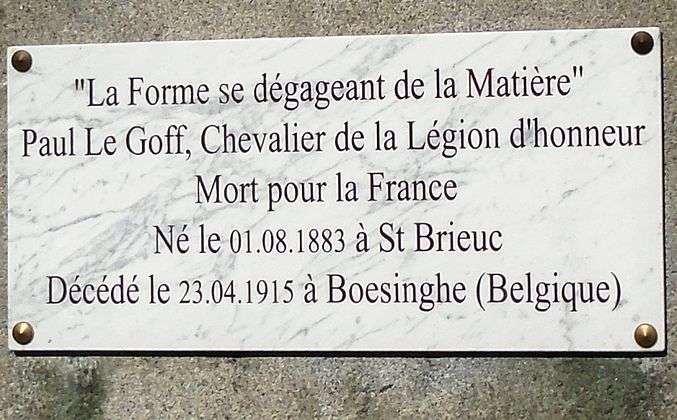 "La Forme se dégageant de la Matière"
Paul Le Goff, Chevalier de la Légion d'honneur
Mort pour la France
Né le 01.08.1883 à St Brieuc
Décédé le 23.04.1915 à Boesinghe (Belgique)